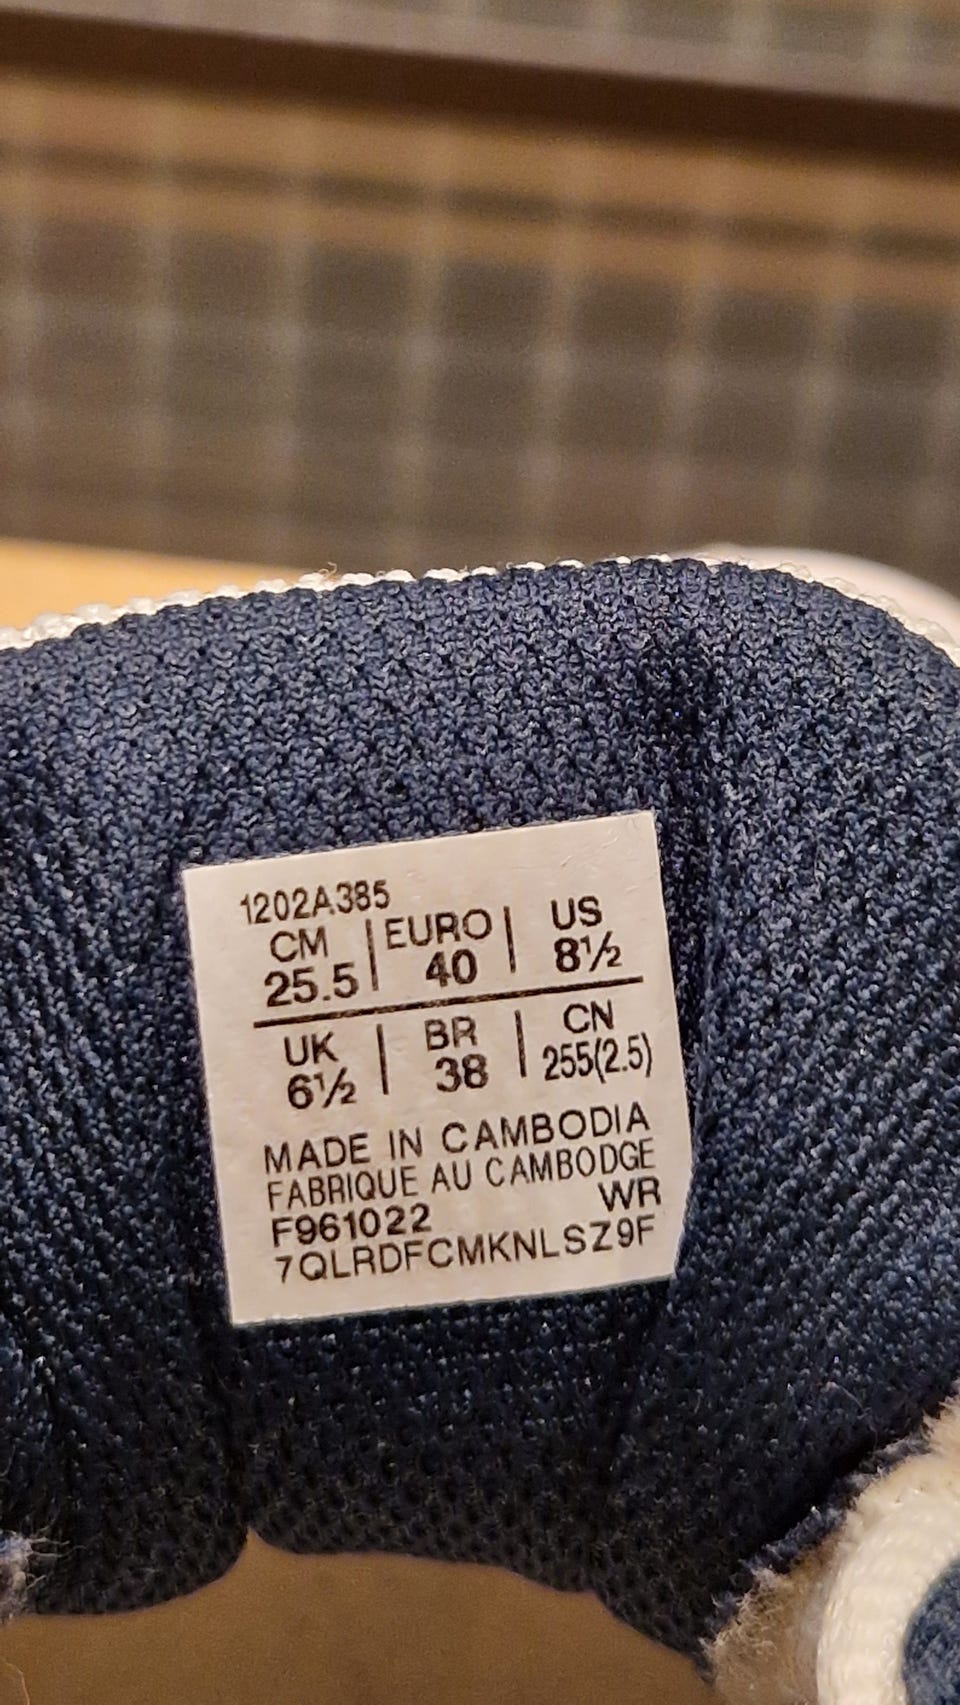 1202A385
CM | EURO | US
25.5 | 40 | 8½
UK | BR | CN
6½ | 38 | 255(2.5)
MADE IN CAMBODIA
FABRIQUE AU CAMBODGE
F961022 WR
7QLRDFCMKNLSZ9F